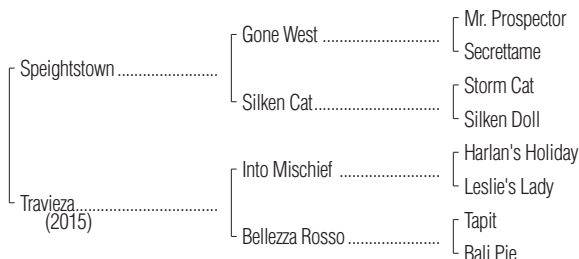 Mr. Prospector
Gone West ..........................
Secrettame
Speightstown ......................
Storm Cat
Silken Cat............................
Silken Doll
Harlan's Holiday
Into Mischief ......................
Leslie's Lady
Travieza................................
(2015)
Tapit
Bellezza Rosso ....................
Bali Pie